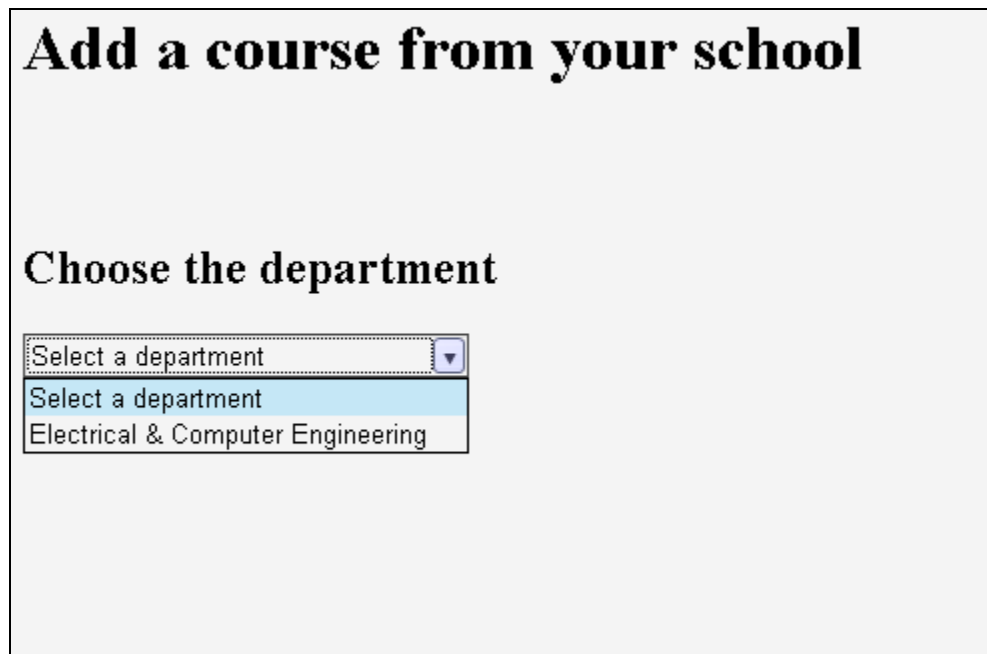 Add a course from your school
Choose the department
Select a department
Select a department
Electrical & Computer Engineering